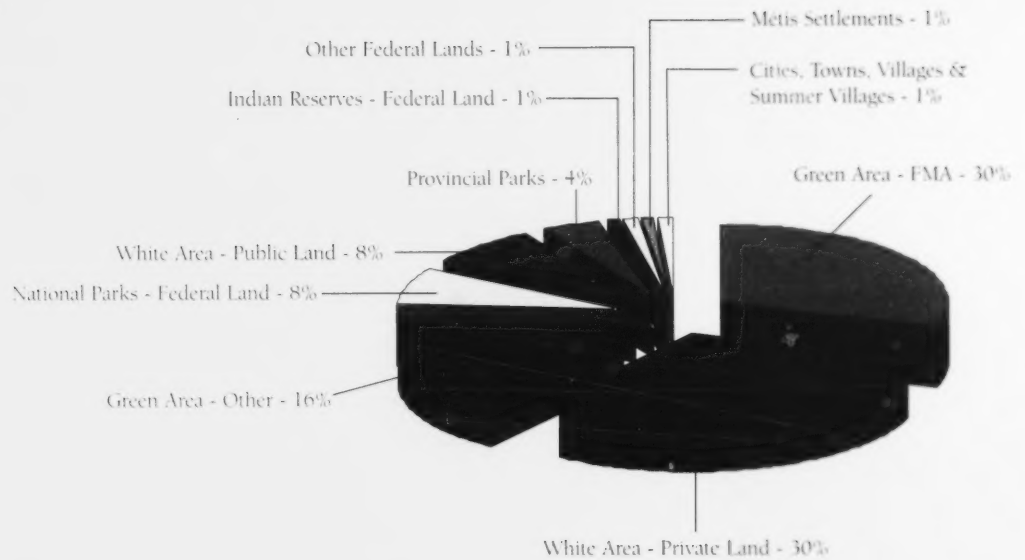 Métis Settlements - 1%
Other Federal Lands - 1%
Cities, Towns, Villages &
Summer Villages - 1%
Indian Reserves - Federal Land - 1%
Provincial Parks - 4%
Green Area - FMA - 30%
White Area - Public Land - 8%
National Parks - Federal Land - 8%
Green Area - Other - 16%
White Area - Private Land - 30%